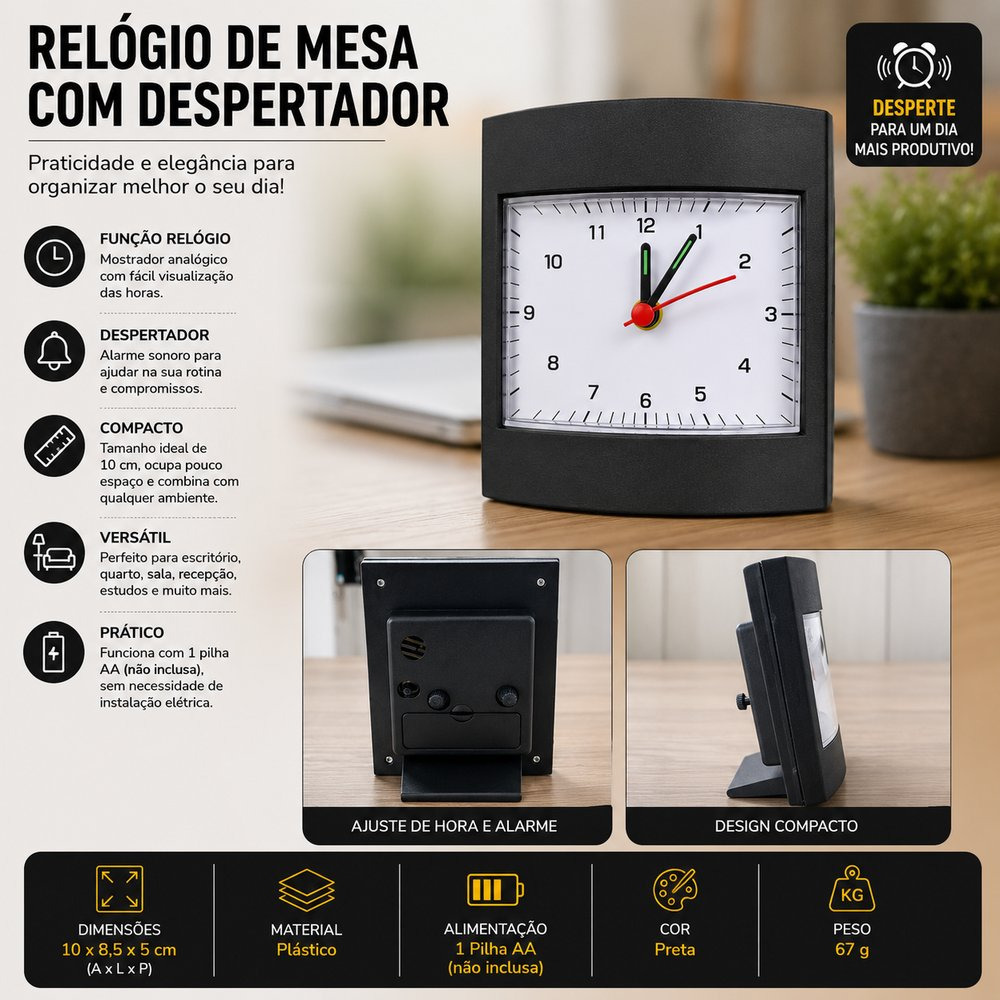 RELÓGIO DE MESA
COM DESPERTADOR
Praticidade e elegância para
organizar melhor o seu dia!
DESPERTE
PARA UM DIA
MAIS PRODUTIVO!
FUNÇÃO RELÓGIO
Mostrador analógico
com fácil visualização
das horas.
DESPERTADOR
Alarme sonoro para
ajudar na sua rotina
e compromissos.
COMPACTO
Tamanho ideal de
10 cm, ocupa pouco
espaço e combina com
qualquer ambiente.
VERSÁTIL
Perfeito para escritório,
quarto, sala, recepção,
estudos e muito mais.
PRÁTICO
Funciona com 1 pilha
AA (não inclusa),
sem necessidade de
instalação elétrica.
12
1
2
3
4
5
6
7
8
9
10
11
AJUSTE DE HORA E ALARME
DESIGN COMPACTO
DIMENSÕES
10 x 8,5 x 5 cm
(A x L x P)
MATERIAL
Plástico
ALIMENTAÇÃO
1 Pilha AA
(não inclusa)
COR
Preta
KG
PESO
67 g